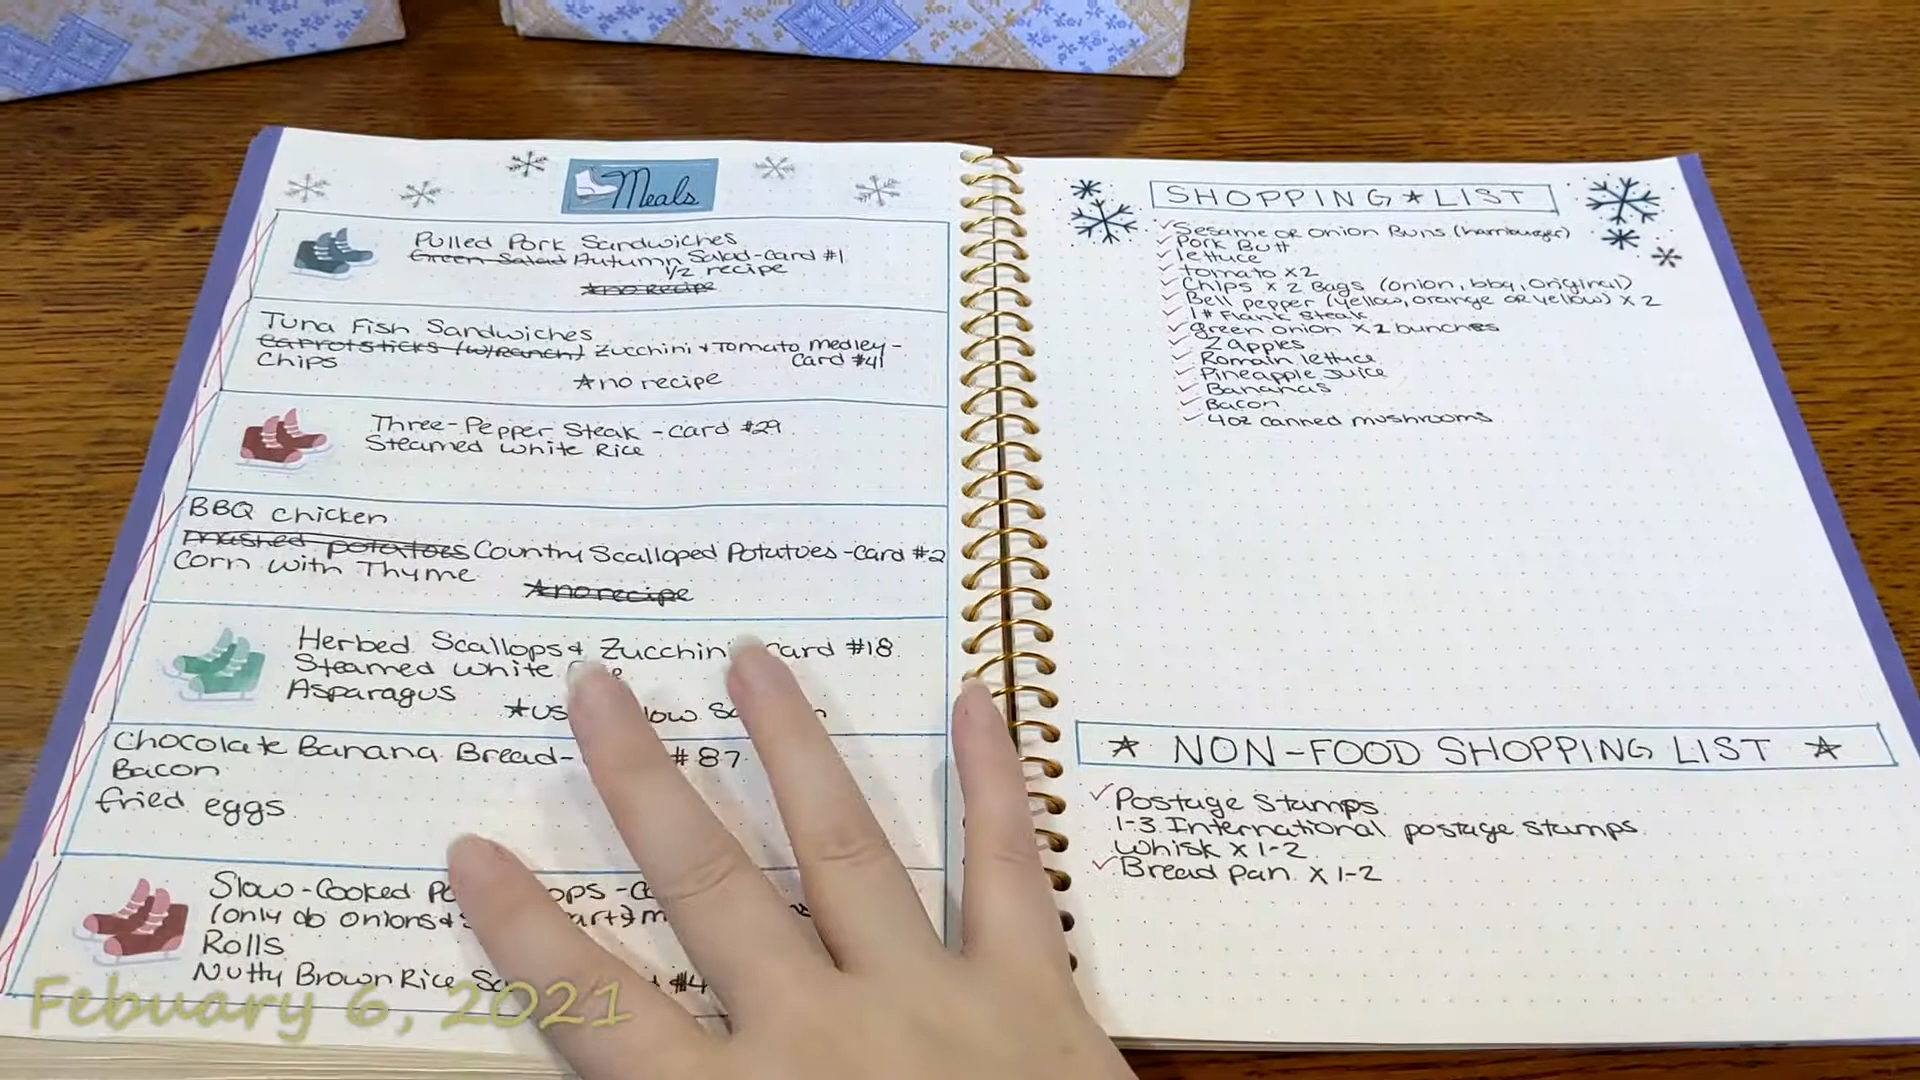 Meals
Pulled Pork Sandwiches
Green Salad Autumn Salad-card #1
1/2 recipe
*no recipe
Tuna Fish Sandwiches
Carrot sticks (w/Ranch) Zucchini & Tomato medley-
Chips card #41
*no recipe
Three-Pepper Steak - card #29
Steamed White Rice
BBQ chicken
mashed potatoes Country Scalloped Potatoes -card #2
Corn with Thyme
*no recipe
Herbed Scallops & Zucchini card #18
Steamed White
Asparagus
Chocolate Banana Bread- #87
Bacon
fried eggs
Slow-Cooked
(only do onions &
Rolls
Nutty Brown Rice #4
SHOPPING ★ LIST
✓ Sesame OR Onion Buns (hamburger)
✓ Pork Butt
✓ lettuce
✓ tomato x2
✓ Chips x 2 Bags (onion, bbq, original)
✓ Bell pepper (yellow, orange OR yellow) x 2
✓ 1# Flank Steak
✓ green onion x2 bunches
✓ 2 apples
✓ Romain lettuce
✓ Pineapple Juice
✓ Bananas
✓ Bacon
✓ 4oz canned mushrooms
★ NON-FOOD SHOPPING LIST ★
✓ Postage Stamps
1-3 International postage stamps
whisk x 1-2
✓ Bread pan x 1-2
Febuary 6, 2021